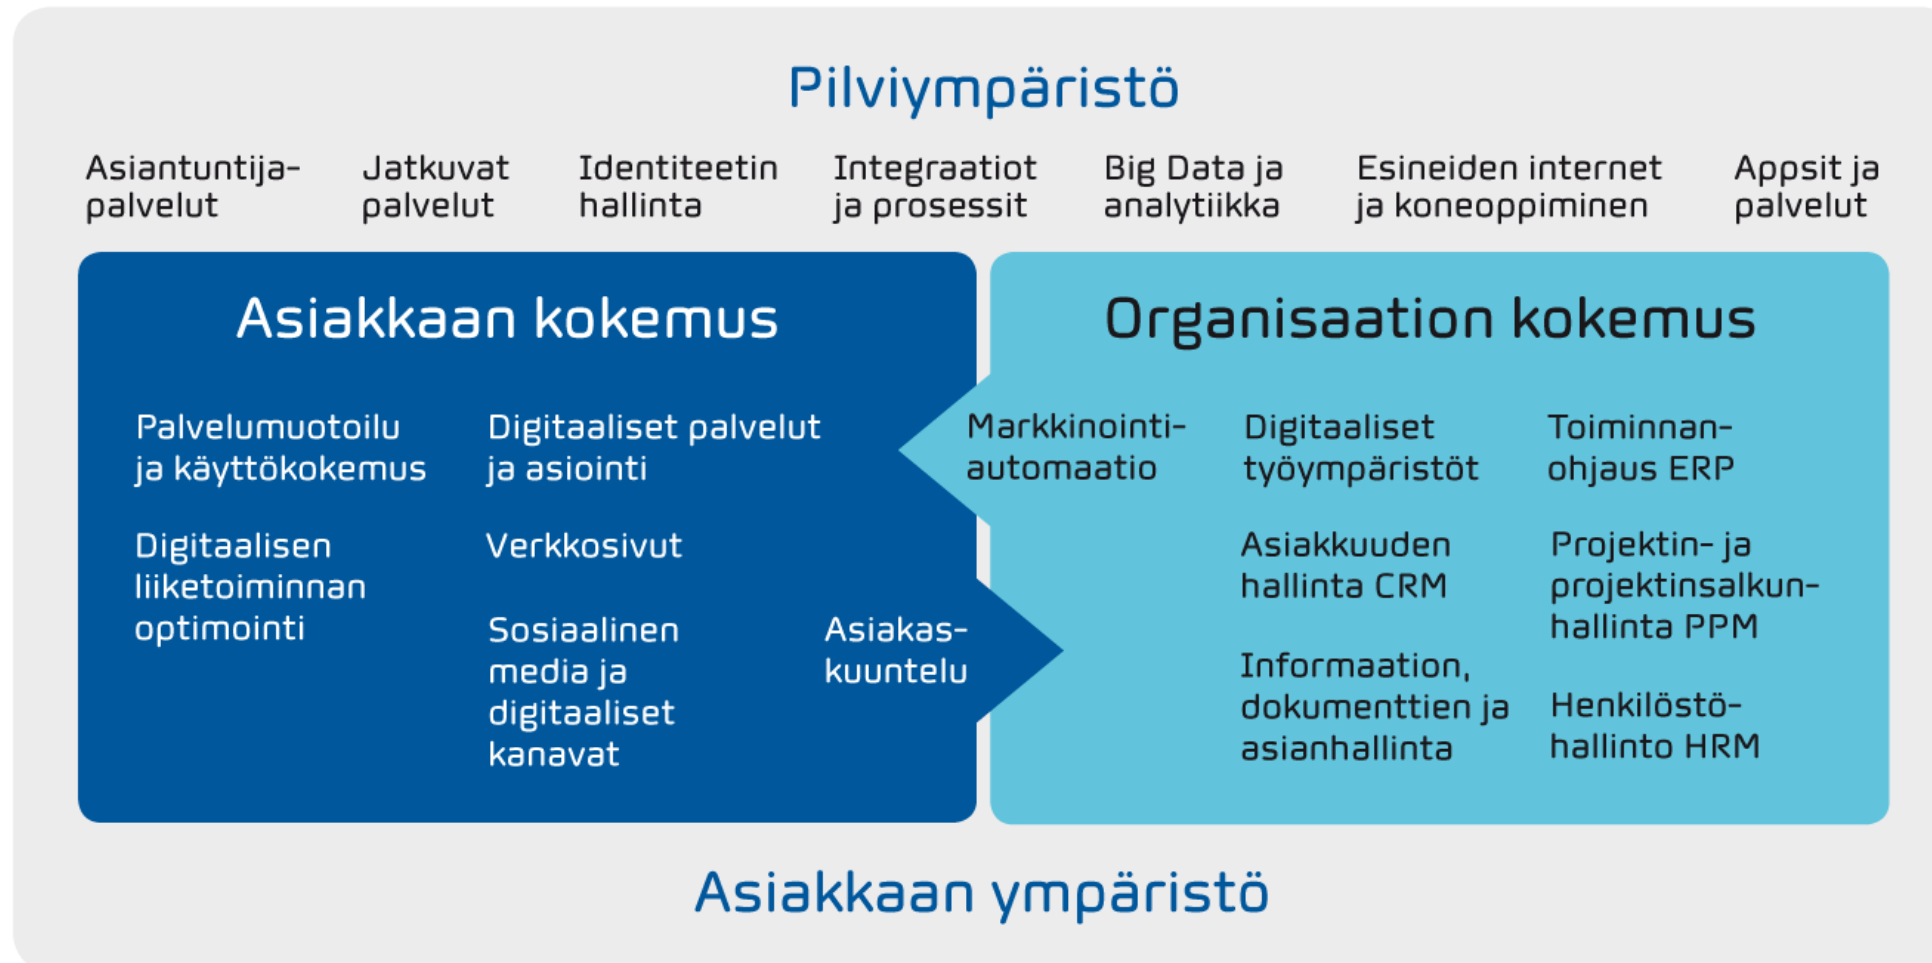 Pilviympäristö
Asiantuntija-
palvelut
Jatkuvat
palvelut
Identiteetin
hallinta
Integraatiot
ja prosessit
Big Data ja
analytiikka
Esineiden internet
ja koneoppiminen
Appsit ja
palvelut
Asiakkaan kokemus
Palvelumuotoilu
ja käyttökokemus
Digitaalisen
liiketoiminnan
optimointi
Digitaaliset palvelut
ja asiointi
Verkkosivut
Sosiaalinen
media ja
digitaaliset
kanavat
Asiakas-
kuuntelu
Organisaation kokemus
Markkinointi-
automaatio
Digitaaliset
työympäristöt
Asiakkuuden
hallinta CRM
Informaation,
dokumenttien ja
asianhallinta
Toiminnan-
ohjaus ERP
Projektin- ja
projektinsalkun-
hallinta PPM
Henkilöstö-
hallinto HRM
Asiakkaan ympäristö